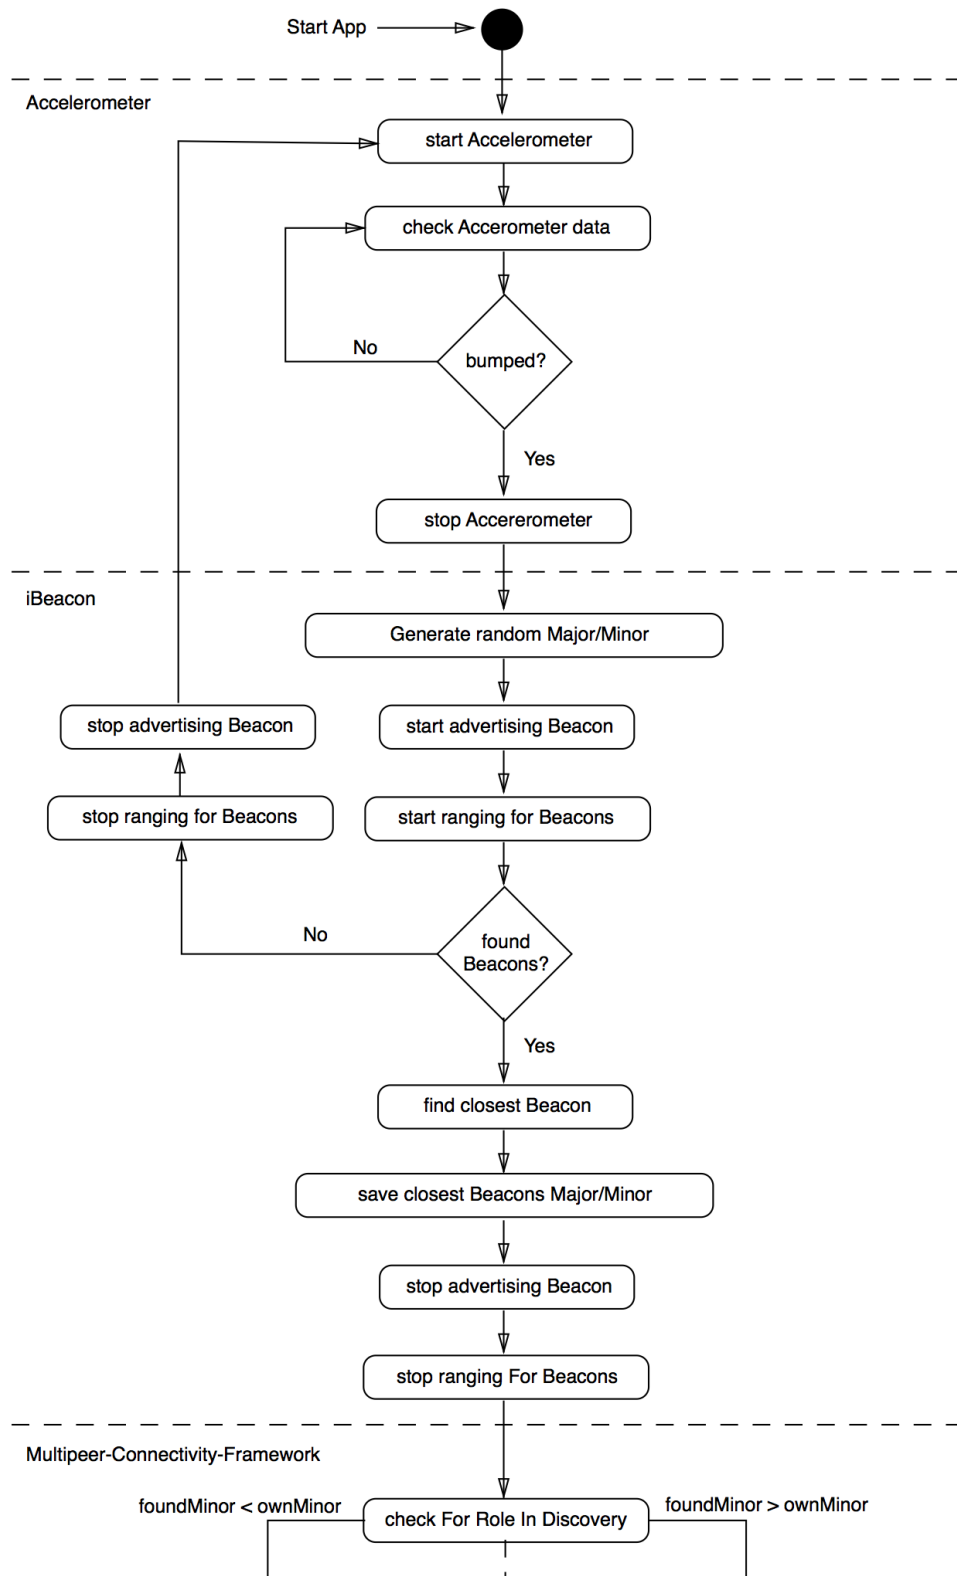 Start App
Accelerometer
start Accelerometer
check Accerometer data
No
bumped?
Yes
stop Accererometer
iBeacon
Generate random Major/Minor
stop advertising Beacon
start advertising Beacon
stop ranging for Beacons
start ranging for Beacons
No
found
Beacons?
Yes
find closest Beacon
save closest Beacons Major/Minor
stop advertising Beacon
stop ranging For Beacons
Multipeer-Connectivity-Framework
foundMinor < ownMinor
foundMinor > ownMinor
check For Role In Discovery